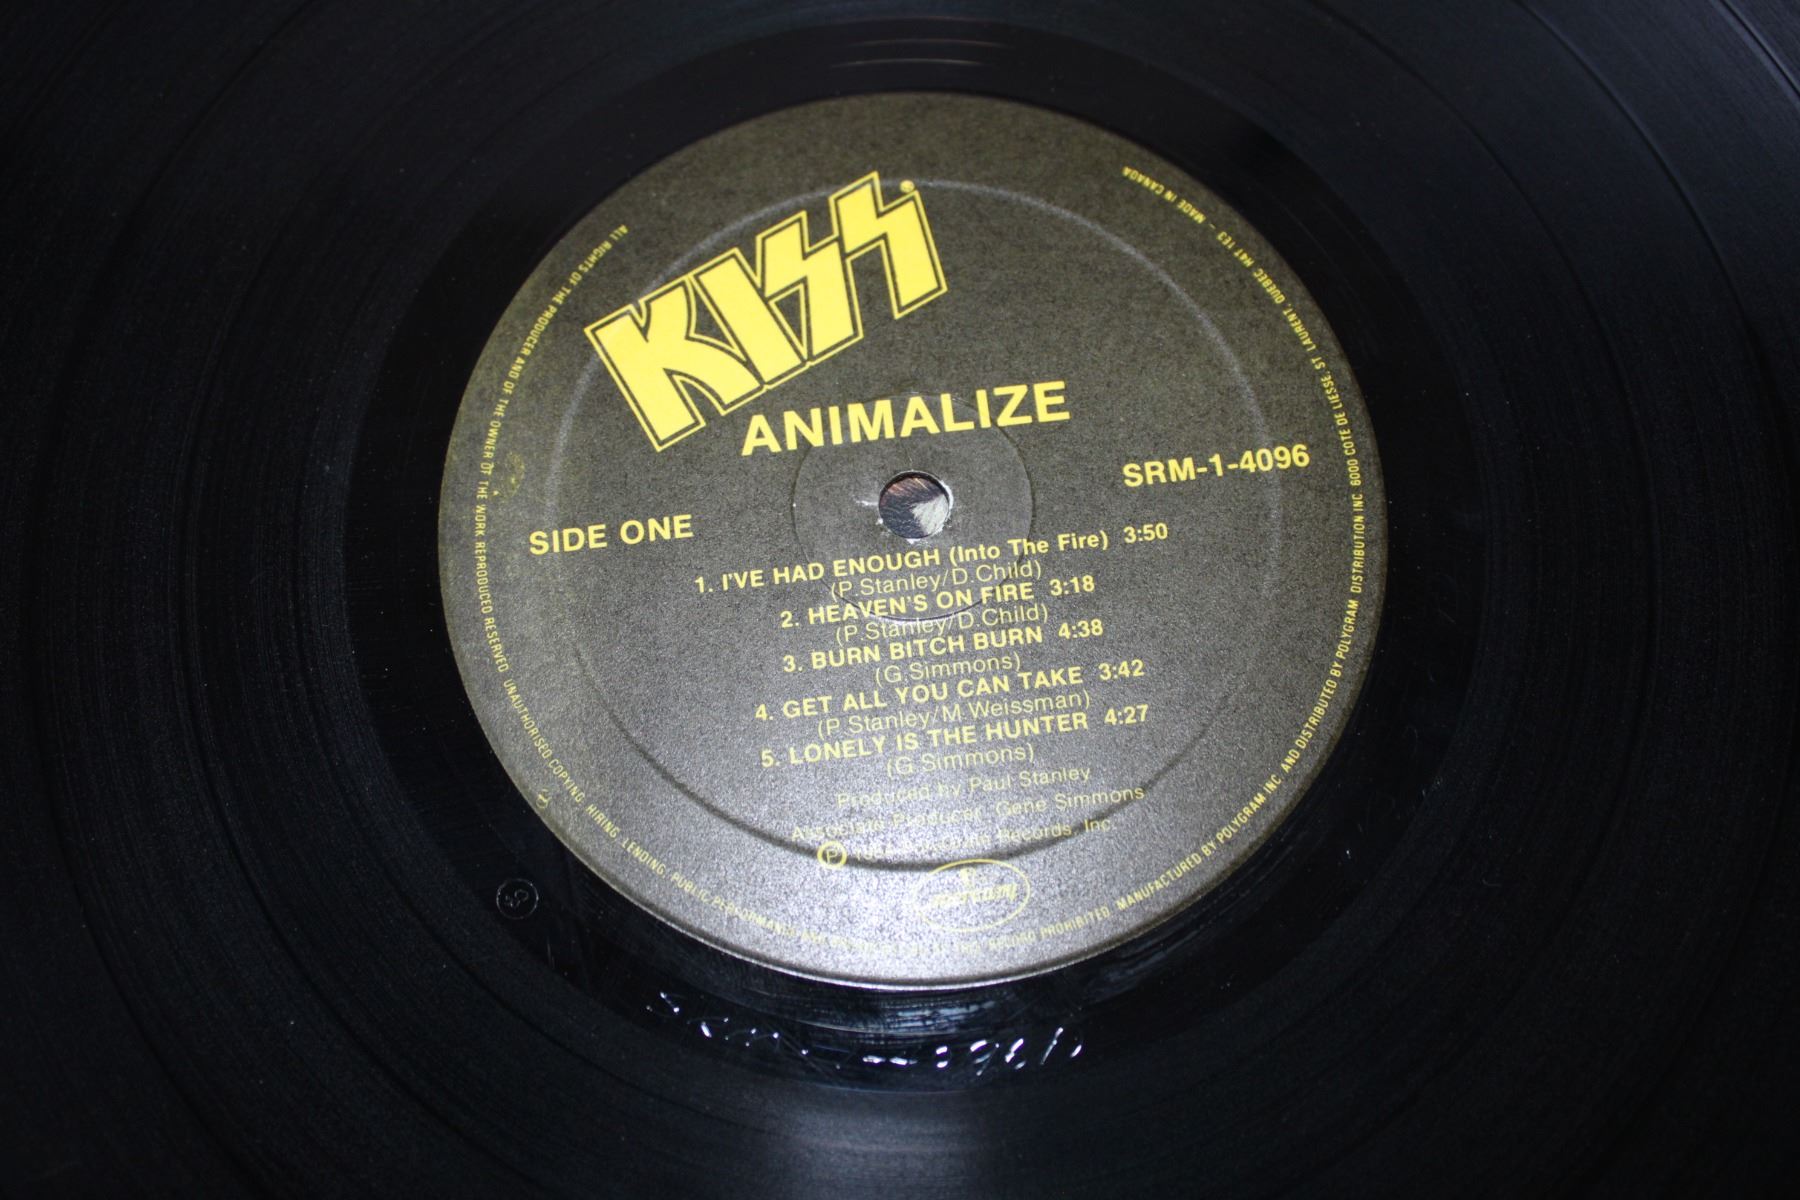 KISS®
ANIMALIZE
SRM-1-4096
SIDE ONE
1. I'VE HAD ENOUGH (Into The Fire) 3:50
(P.Stanley/D.Child)
2. HEAVEN'S ON FIRE 3:18
(P.Stanley/D.Child)
3. BURN BITCH BURN 4:38
(G.Simmons)
4. GET ALL YOU CAN TAKE 3:42
(P.Stanley/M.Weissman)
5. LONELY IS THE HUNTER 4:27
(G.Simmons)
Produced by Paul Stanley
Associate Producer Gene Simmons
Ⓟ Records, Inc.
mercury
ALL RIGHTS OF THE PRODUCER AND OF THE OWNER OF THE WORK REPRODUCED RESERVED UNAUTHORISED COPYING, HIRING, LENDING, PUBLIC PERFORMANCE RECORD PROHIBITED. MANUFACTURED BY POLYGRAM INC. AND DISTRIBUTED BY POLYGRAM DISTRIBUTION INC. 6000 COTE DE LIESSE, ST LAURENT, QUEBEC H4T 1E3 – MADE IN CANADA